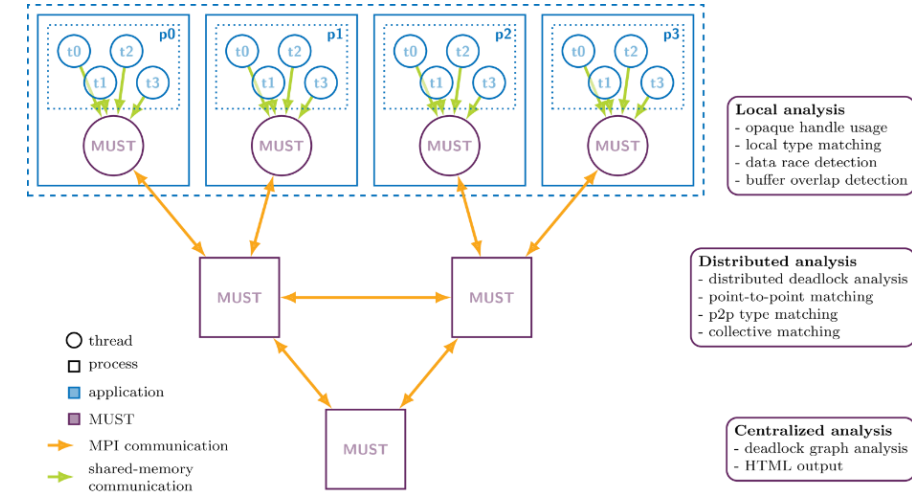 p0
p1
p2
p3
t0
t2
t0
t2
t0
t2
t0
t2
t1
t3
t1
t3
t1
t3
t1
t3
MUST
MUST
MUST
MUST
Local analysis
- opaque handle usage
- local type matching
- data race detection
- buffer overlap detection
MUST
MUST
Distributed analysis
- distributed deadlock analysis
- point-to-point matching
- p2p type matching
- collective matching
thread
process
application
MUST
MPI communication
shared-memory
communication
MUST
Centralized analysis
- deadlock graph analysis
- HTML output